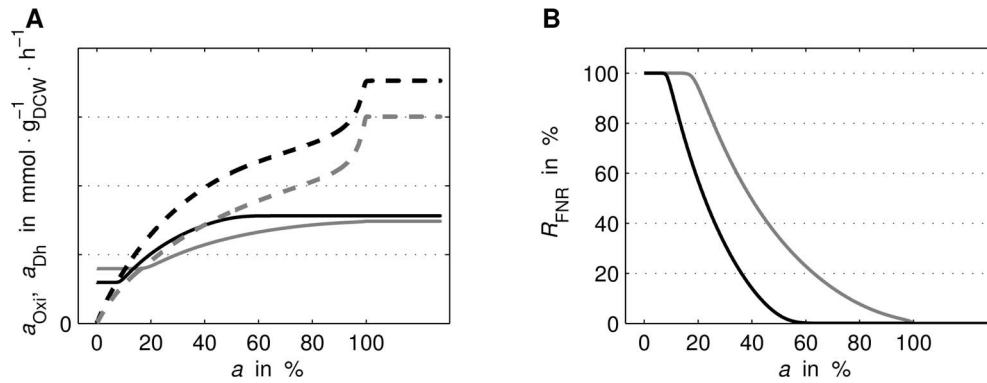 A
a_Oxi, a_Dh in mmol · g_DCW^-1 · h^-1
0
0 20 40 60 80 100
a in %
B
R_FNR in %
100
80
60
40
20
0
0 20 40 60 80 100
a in %